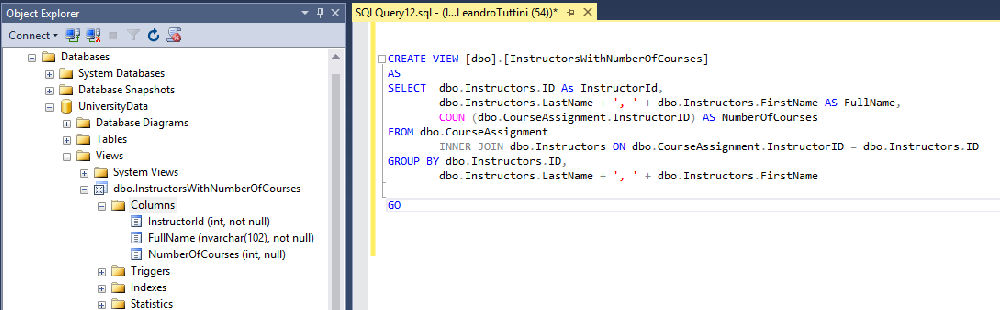 Object Explorer
Connect
Databases
System Databases
Database Snapshots
UniversityData
Database Diagrams
Tables
Views
System Views
dbo.InstructorsWithNumberOfCourses
Columns
InstructorId (int, not null)
FullName (nvarchar(102), not null)
NumberOfCourses (int, null)
Triggers
Indexes
Statistics
SQLQuery12.sql - (l...LeandroTuttini (54))*
CREATE VIEW [dbo].[InstructorsWithNumberOfCourses]
AS
SELECT  dbo.Instructors.ID As InstructorId,
        dbo.Instructors.LastName + ', ' + dbo.Instructors.FirstName AS FullName,
        COUNT(dbo.CourseAssignment.InstructorID) AS NumberOfCourses
FROM dbo.CourseAssignment
        INNER JOIN dbo.Instructors ON dbo.CourseAssignment.InstructorID = dbo.Instructors.ID
GROUP BY dbo.Instructors.ID,
        dbo.Instructors.LastName + ', ' + dbo.Instructors.FirstName
GO